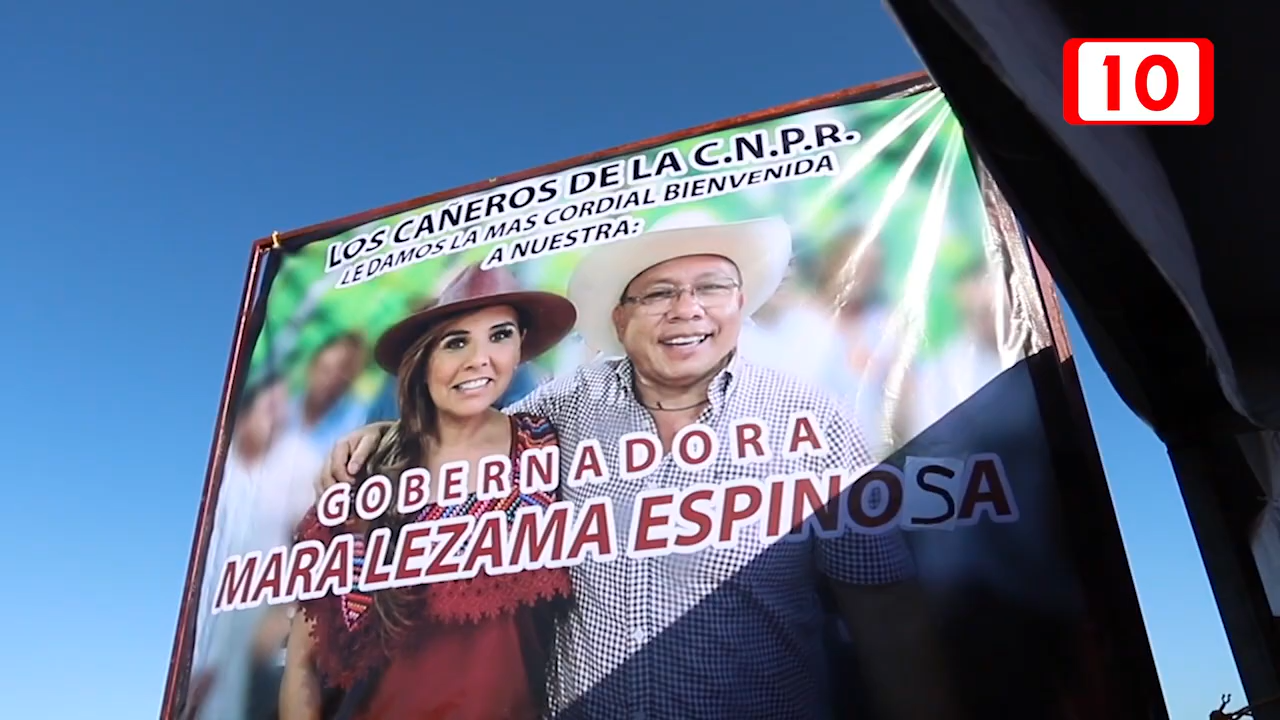 10
LOS CAÑEROS DE LA C.N.P.R.
LE DAMOS LA MAS CORDIAL BIENVENIDA
A NUESTRA:
GOBERNADORA
MARA LEZAMA ESPINOSA